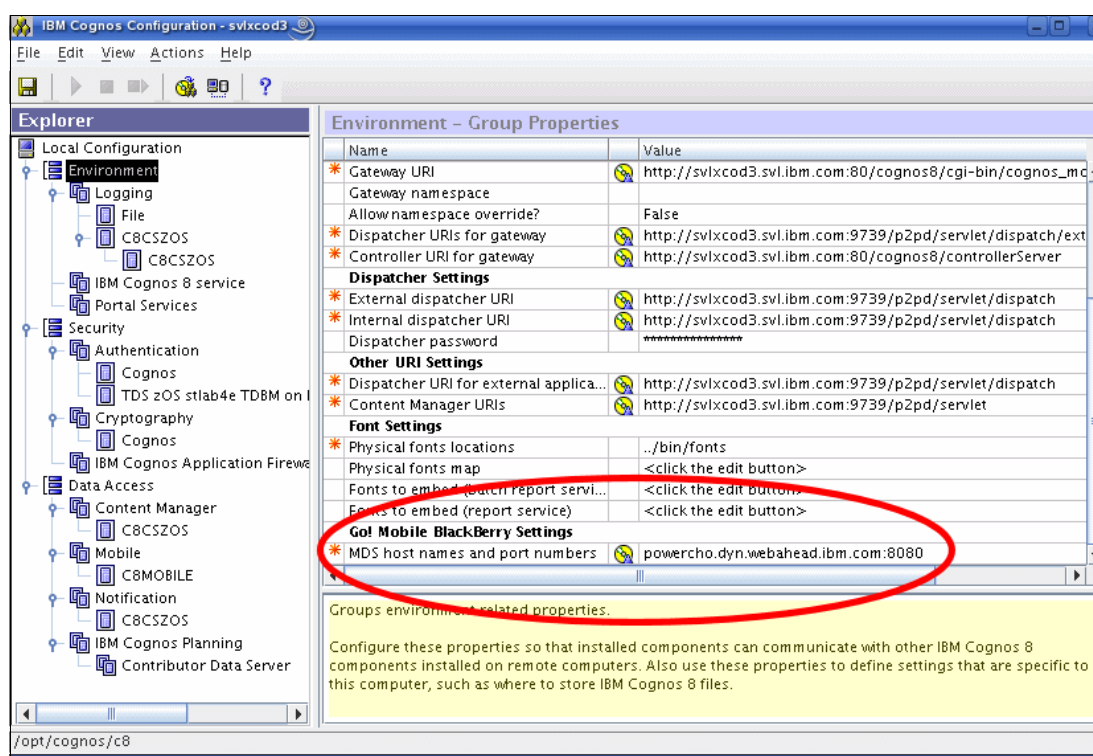 IBM Cognos Configuration - svlxcod3
File Edit View Actions Help
Explorer
Local Configuration
Environment
Logging
File
C8CSZOS
C8CSZOS
IBM Cognos 8 service
Portal Services
Security
Authentication
Cognos
TDS zOS stlab4e TDBM on
Cryptography
Cognos
IBM Cognos Application Firewa
Data Access
Content Manager
C8CSZOS
Mobile
C8MOBILE
Notification
C8CSZOS
IBM Cognos Planning
Contributor Data Server
Environment - Group Properties
Name Value
* Gateway URI http://svlxcod3.svl.ibm.com:80/cognos8/cgi-bin/cognos_mo
Gateway namespace
Allow namespace override? False
* Dispatcher URIs for gateway http://svlxcod3.svl.ibm.com:9739/p2pd/servlet/dispatch/ext
* Controller URI for gateway http://svlxcod3.svl.ibm.com:80/cognos8/controllerServer
Dispatcher Settings
* External dispatcher URI http://svlxcod3.svl.ibm.com:9739/p2pd/servlet/dispatch
* Internal dispatcher URI http://svlxcod3.svl.ibm.com:9739/p2pd/servlet/dispatch
Dispatcher password ***************
Other URI Settings
* Dispatcher URI for external applica... http://svlxcod3.svl.ibm.com:9739/p2pd/servlet/dispatch
* Content Manager URIs http://svlxcod3.svl.ibm.com:9739/p2pd/servlet
Font Settings
* Physical fonts locations ../bin/fonts
Physical fonts map <click the edit button>
Fonts to embed (batch report servi... <click the edit button>
Fonts to embed (report service) <click the edit button>
Go! Mobile BlackBerry Settings
* MDS host names and port numbers powercho.dyn.webahead.ibm.com:8080
Groups environment related properties.
Configure these properties so that installed components can communicate with other IBM Cognos 8
components installed on remote computers. Also use these properties to define settings that are specific to
this computer, such as where to store IBM Cognos 8 files.
/opt/cognos/c8